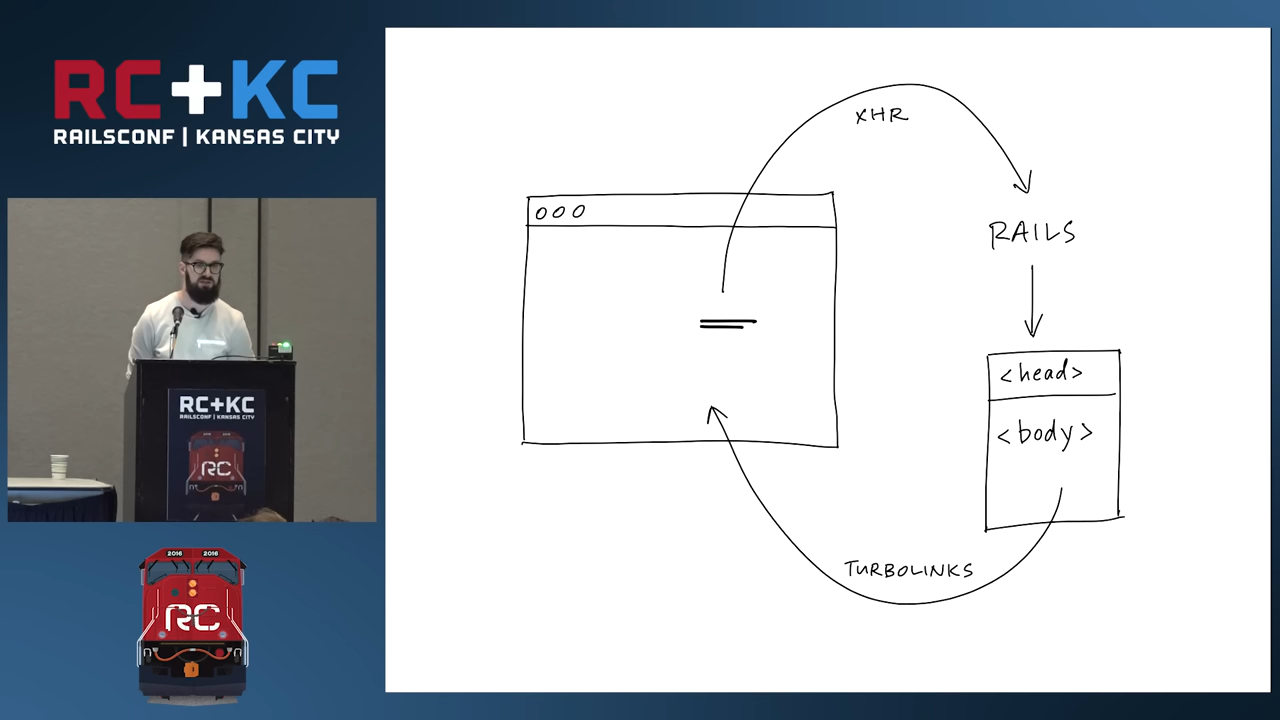 RC+KC
RAILSCONF | KANSAS CITY
XHR
RAILS
<head>
<body>
TURBOLINKS
RC+KC
RAILSCONF | KANSAS CITY
RC
2016 2016
RC